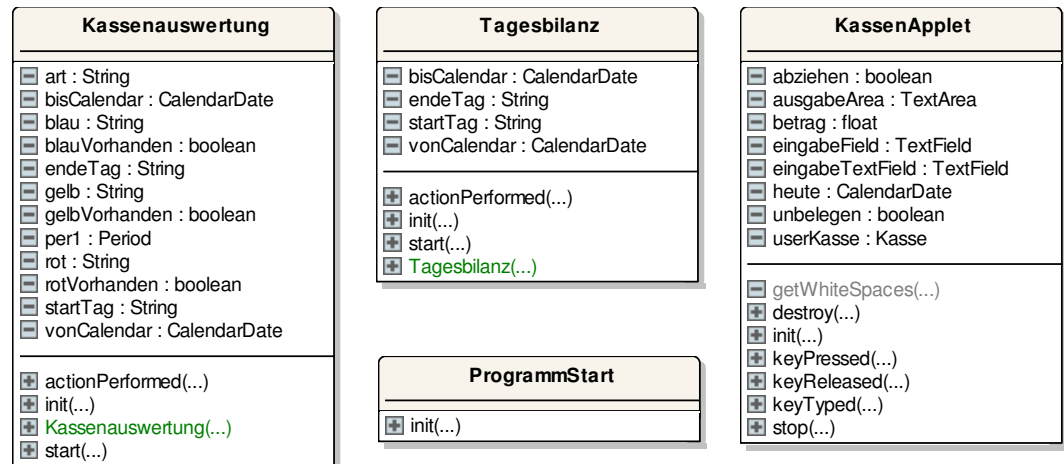 Kassenauswertung
art : String
bisCalendar : CalendarDate
blau : String
blauVorhanden : boolean
endeTag : String
gelb : String
gelbVorhanden : boolean
per1 : Period
rot : String
rotVorhanden : boolean
startTag : String
vonCalendar : CalendarDate
actionPerformed(...)
init(...)
Kassenauswertung(...)
start(...)
Tagesbilanz
bisCalendar : CalendarDate
endeTag : String
startTag : String
vonCalendar : CalendarDate
actionPerformed(...)
init(...)
start(...)
Tagesbilanz(...)
ProgrammStart
init(...)
KassenApplet
abziehen : boolean
ausgabeArea : TextArea
betrag : float
eingabeField : TextField
eingabeTextField : TextField
heute : CalendarDate
unbelegen : boolean
userKasse : Kasse
getWhiteSpaces(...)
destroy(...)
init(...)
keyPressed(...)
keyReleased(...)
keyTyped(...)
stop(...)